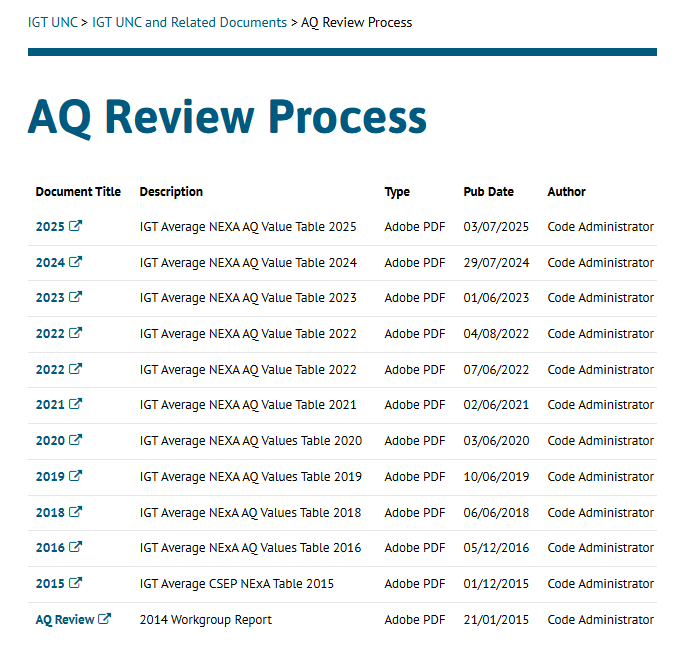 IGT UNC > IGT UNC and Related Documents > AQ Review Process
AQ Review Process
Document Title Description Type Pub Date Author
2025 IGT Average NEXA AQ Value Table 2025 Adobe PDF 03/07/2025 Code Administrator
2024 IGT Average NEXA AQ Value Table 2024 Adobe PDF 29/07/2024 Code Administrator
2023 IGT Average NEXA AQ Value Table 2023 Adobe PDF 01/06/2023 Code Administrator
2022 IGT Average NEXA AQ Value Table 2022 Adobe PDF 04/08/2022 Code Administrator
2022 IGT Average NEXA AQ Value Table 2022 Adobe PDF 07/06/2022 Code Administrator
2021 IGT Average NEXA AQ Value Table 2021 Adobe PDF 02/06/2021 Code Administrator
2020 IGT Average NEXA AQ Values Table 2020 Adobe PDF 03/06/2020 Code Administrator
2019 IGT Average NEXA AQ Values Table 2019 Adobe PDF 10/06/2019 Code Administrator
2018 IGT Average NExA AQ Values Table 2018 Adobe PDF 06/06/2018 Code Administrator
2016 IGT Average NExA AQ Values Table 2016 Adobe PDF 05/12/2016 Code Administrator
2015 IGT Average CSEP NExA Table 2015 Adobe PDF 01/12/2015 Code Administrator
AQ Review 2014 Workgroup Report Adobe PDF 21/01/2015 Code Administrator